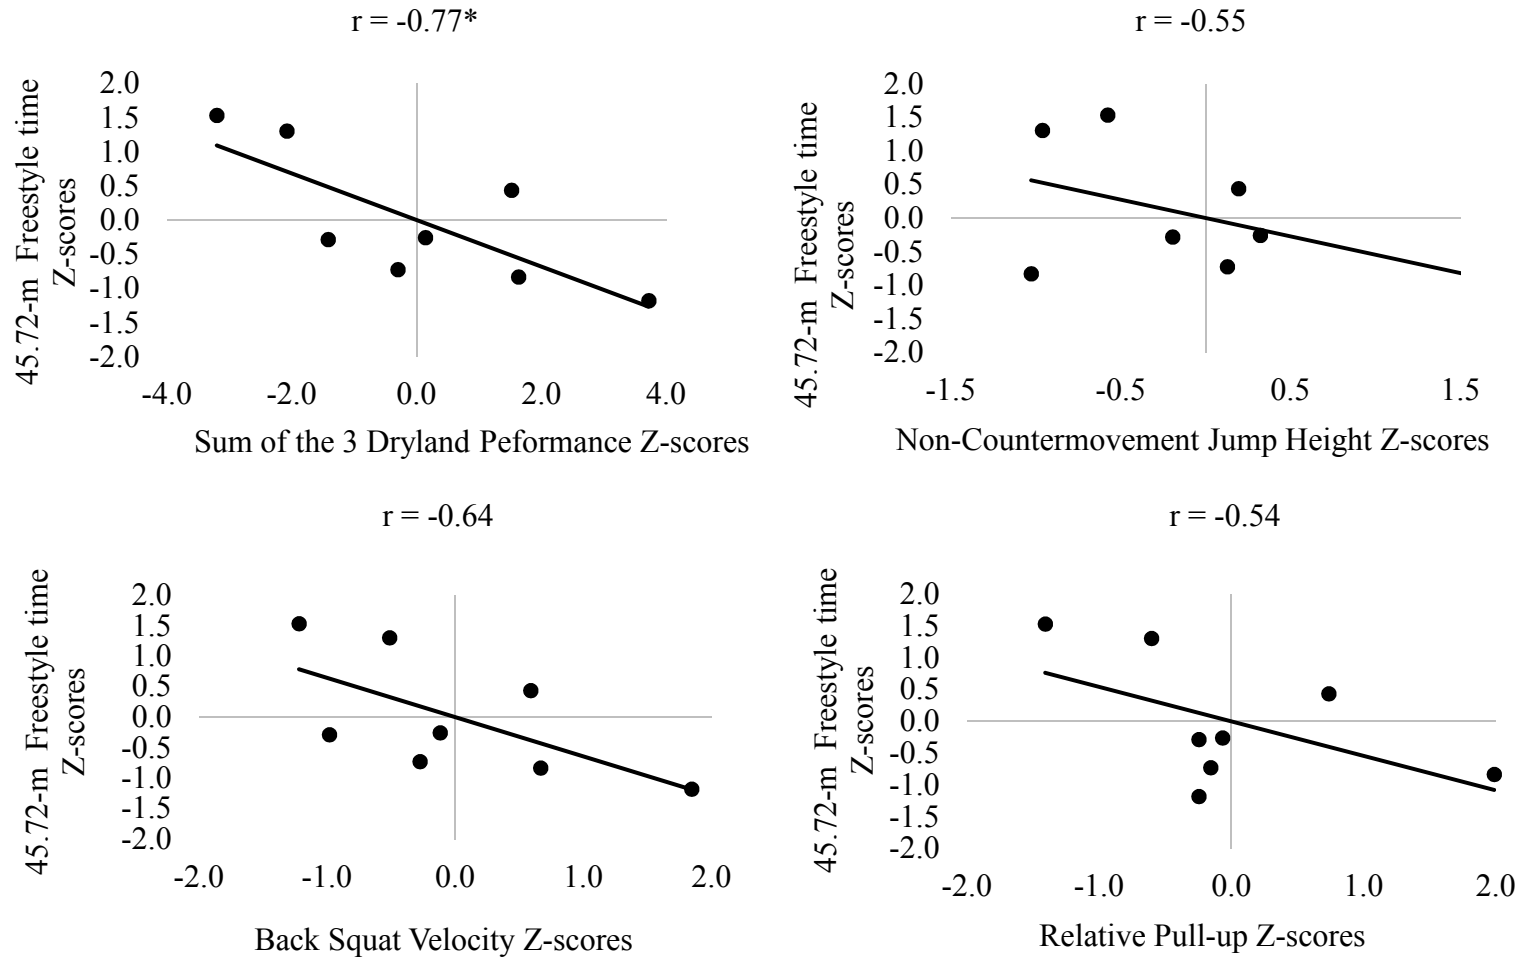 r = -0.77*
45.72-m Freestyle time
Z-scores
2.0
1.5
1.0
0.5
0.0
-0.5
-1.0
-1.5
-2.0
-4.0 -2.0 0.0 2.0 4.0
Sum of the 3 Dryland Peformance Z-scores
r = -0.55
45.72-m Freestyle time
Z-scores
2.0
1.5
1.0
0.5
0.0
-0.5
-1.0
-1.5
-2.0
-1.5 -0.5 0.5 1.5
Non-Countermovement Jump Height Z-scores
r = -0.64
45.72-m Freestyle time
Z-scores
2.0
1.5
1.0
0.5
0.0
-0.5
-1.0
-1.5
-2.0
-2.0 -1.0 0.0 1.0 2.0
Back Squat Velocity Z-scores
r = -0.54
45.72-m Freestyle time
Z-scores
2.0
1.5
1.0
0.5
0.0
-0.5
-1.0
-1.5
-2.0
-2.0 -1.0 0.0 1.0 2.0
Relative Pull-up Z-scores